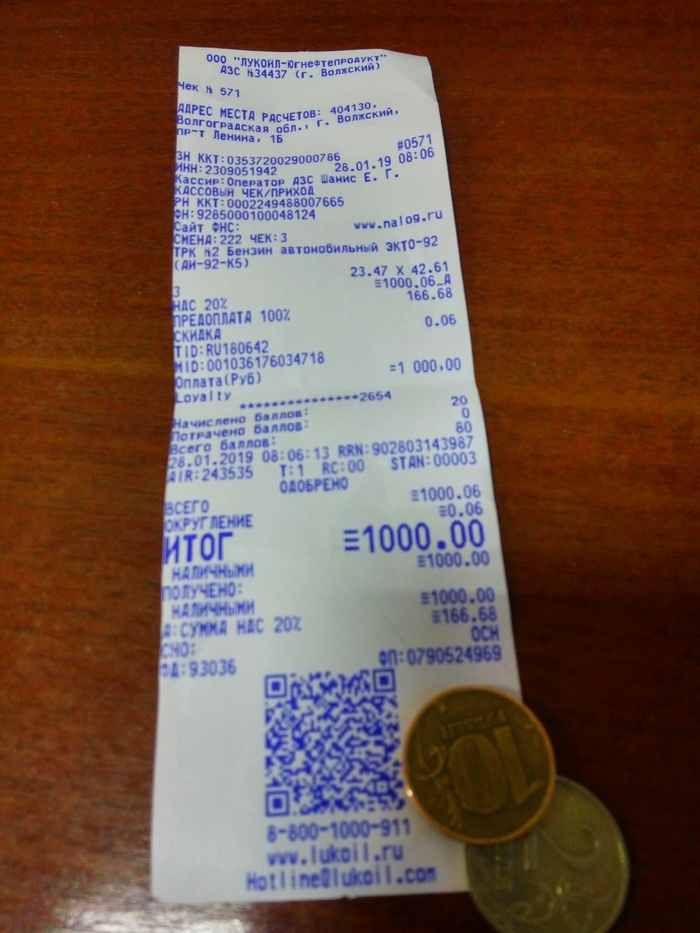 ООО "ЛУКОЙЛ-ЮГНЕФТЕПРОДУКТ"
АЗС №34437 (г. Волжский)
Чек № 571
АДРЕС МЕСТА РАСЧЕТОВ: 404130,
Волгоградская обл., г. Волжский,
пр-т Ленина, 1Б
#0571
ЗН ККТ:0353720029000786
28.01.19 08:06
ИНН:2309051942
Кассир:Оператор АЗС Шанис Е. Г.
КАССОВЫЙ ЧЕК/ПРИХОД
РН ККТ:0002249488007665
ФН:9285000100048124
Сайт ФНС: www.nalog.ru
СМЕНА:222 ЧЕК:3
ТРК №2 Бензин автомобильный ЭКТО-92
(АИ-92-К5)
23.47 X 42.61
3 ≡1000.06_А
НДС 20% 166.68
ПРЕДОПЛАТА 100%
СКИДКА 0.06
TID:RU180642
MID:001036176034718
Оплата(Руб) =1 000,00
Loyalty
***************2654
Начислено баллов: 20
Потрачено баллов: 0
Всего баллов: 80
28.01.2019 08:06:13 RRN:902803143987
AIR:243535 T:1 RC:00 STAN:00003
ОДОБРЕНО
ВСЕГО ≡1000.06
ОКРУГЛЕНИЕ ≡0.06
ИТОГ ≡1000.00
НАЛИЧНЫМИ ≡1000.00
ПОЛУЧЕНО:
НАЛИЧНЫМИ ≡1000.00
А:СУММА НДС 20% ≡166.68
СНО: ОСН
ФД:93036 ФП:0790524969
8-800-1000-911
www.lukoil.ru
Hotline@lukoil.com
10
РУБЛЕЙ
2